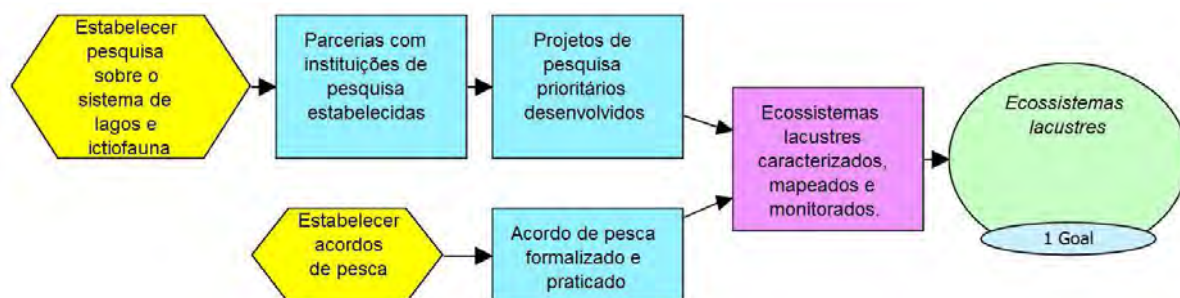 Estabelecer
pesquisa
sobre o
sistema de
lagos e
ictiofauna
Parcerias com
instituições de
pesquisa
estabelecidas
Projetos de
pesquisa
prioritários
desenvolvidos
Ecossistemas
lacustres
caracterizados,
mapeados e
monitorados.
Ecossistemas
lacustres
1 Goal
Estabelecer
acordos
de pesca
Acordo de pesca
formalizado e
praticado